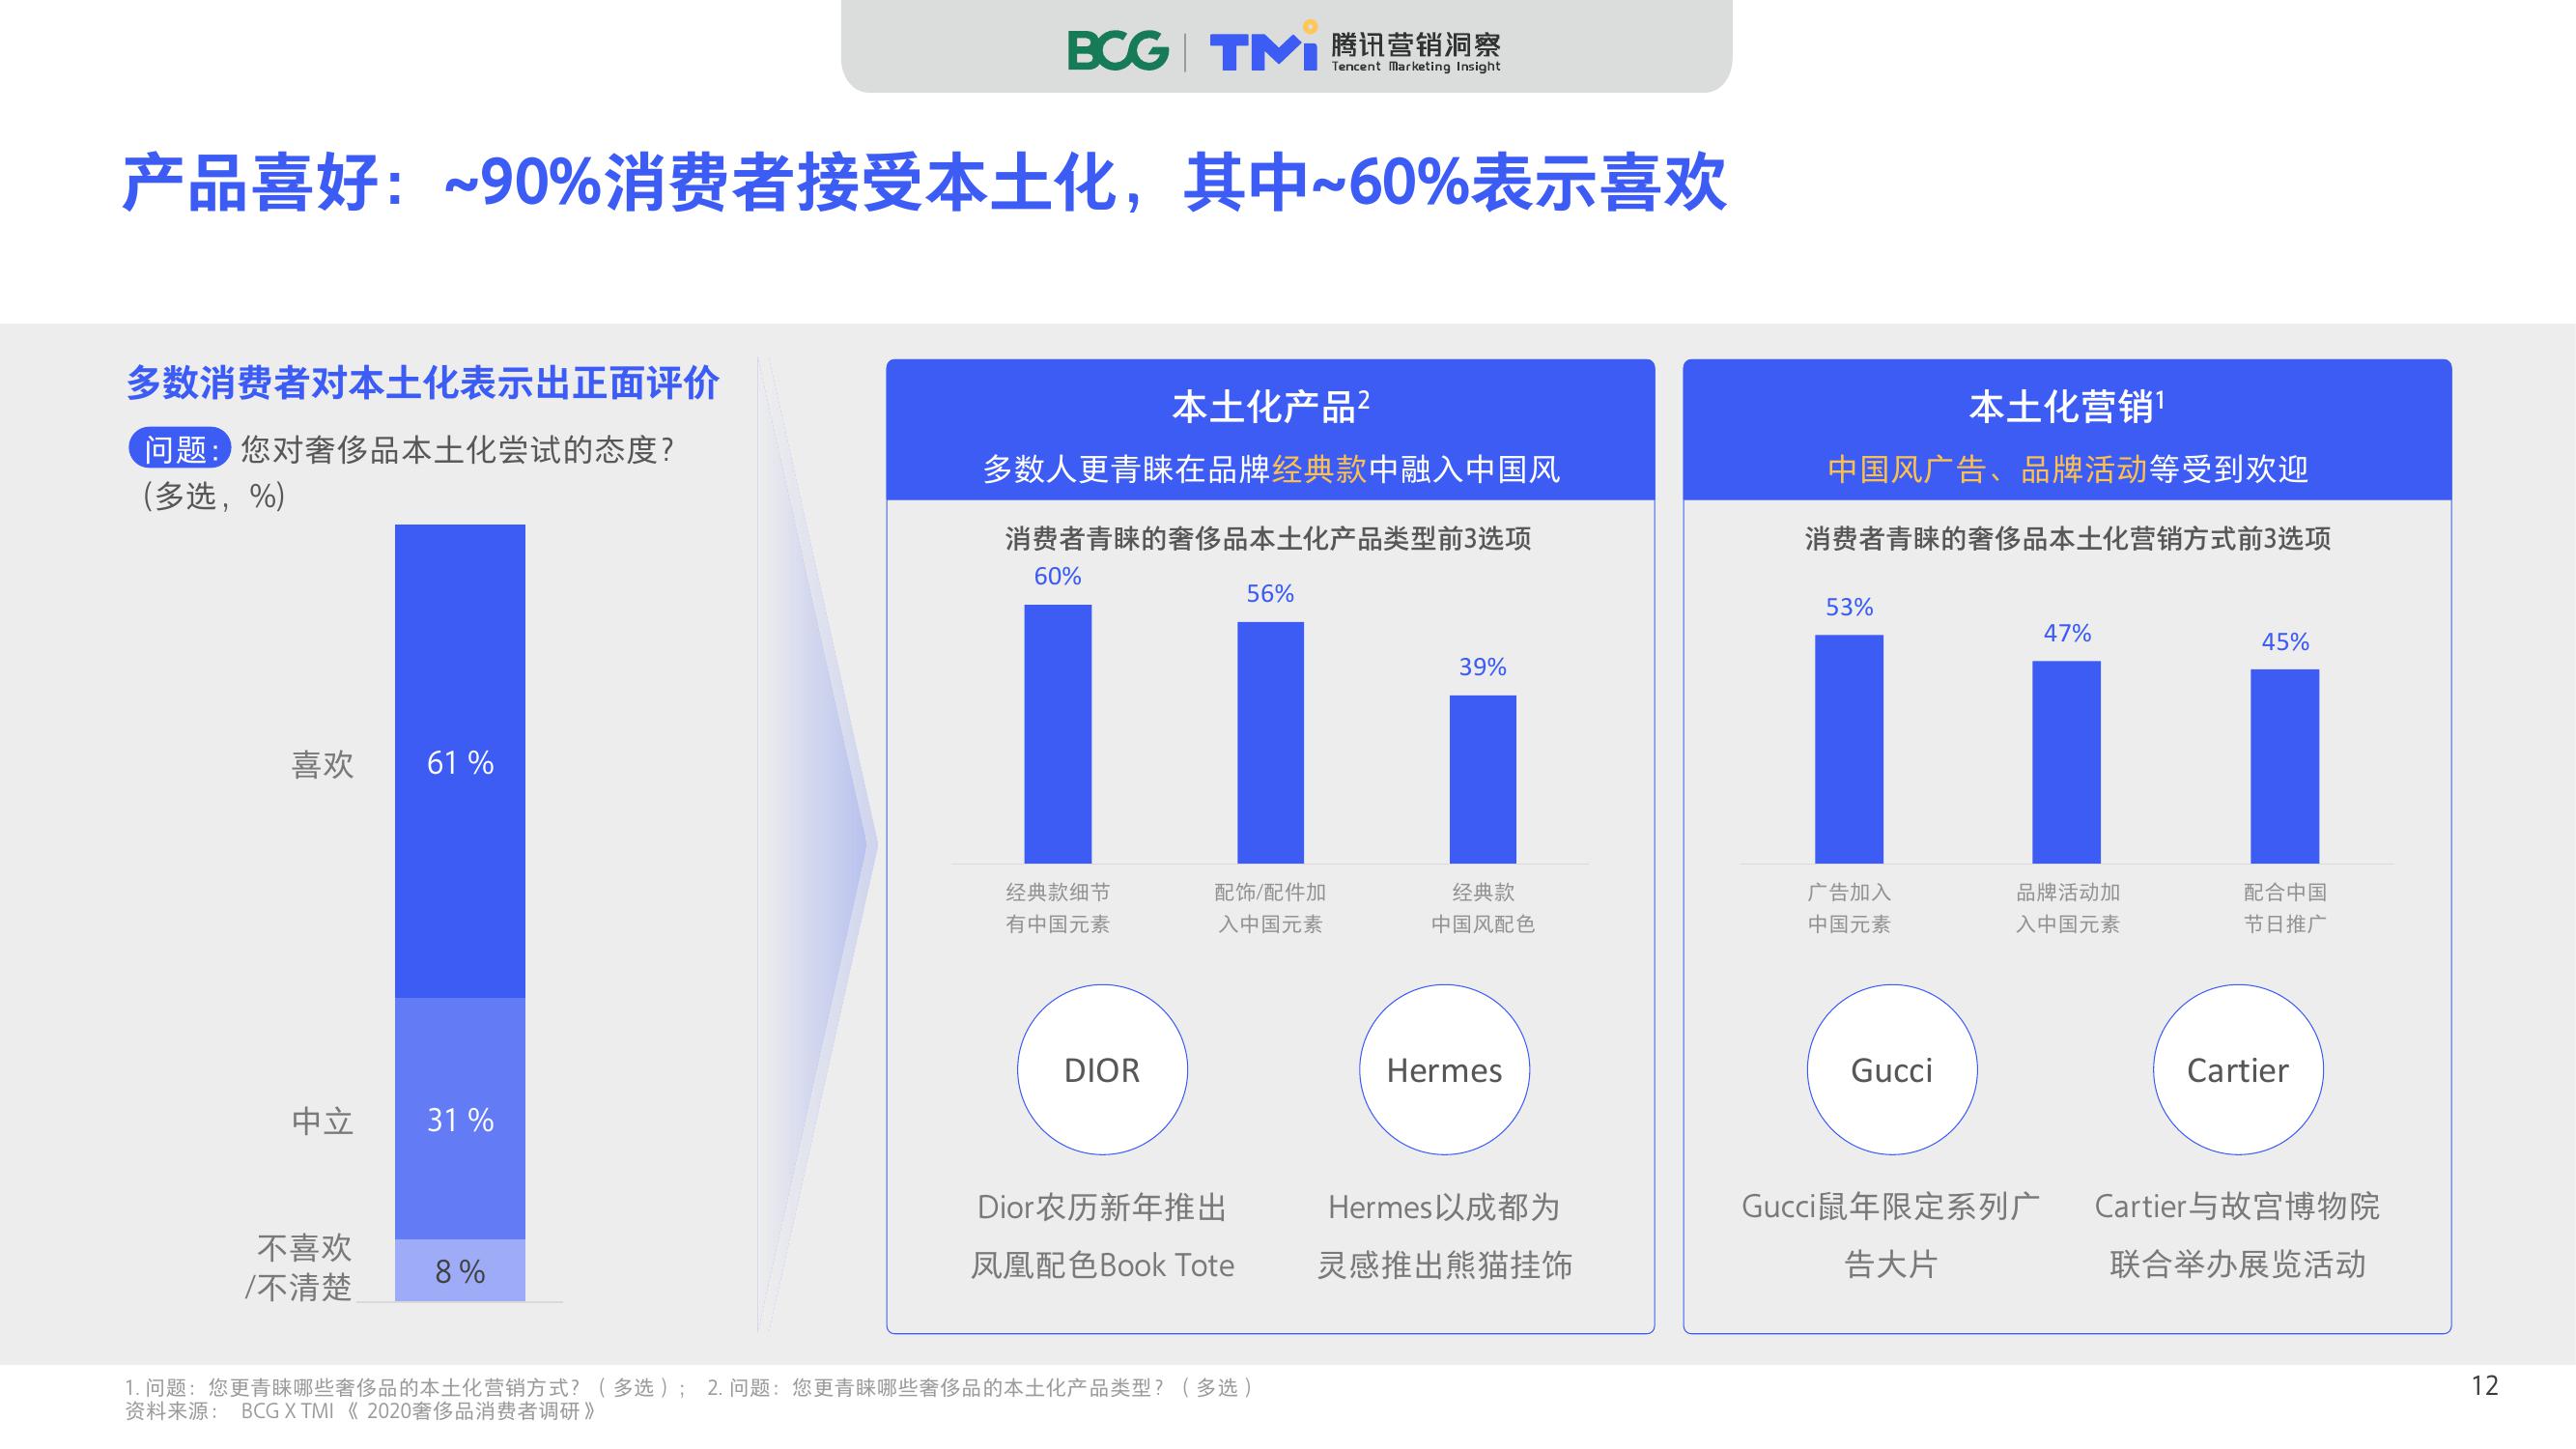 BCG
TMi 腾讯营销洞察
Tencent Marketing Insight
产品喜好：~90%消费者接受本土化，其中~60%表示喜欢
多数消费者对本土化表示出正面评价
问题：您对奢侈品本土化尝试的态度？
(多选，%)
喜欢
61 %
中立
31 %
不喜欢
/不清楚
8 %
本土化产品2
多数人更青睐在品牌经典款中融入中国风
消费者青睐的奢侈品本土化产品类型前3选项
60%
56%
39%
经典款细节
有中国元素
配饰/配件加
入中国元素
经典款
中国风配色
DIOR
Hermes
Dior农历新年推出
凤凰配色Book Tote
Hermes以成都为
灵感推出熊猫挂饰
本土化营销1
中国风广告、品牌活动等受到欢迎
消费者青睐的奢侈品本土化营销方式前3选项
53%
47%
45%
广告加入
中国元素
品牌活动加
入中国元素
配合中国
节日推广
Gucci
Cartier
Gucci鼠年限定系列广
告大片
Cartier与故宫博物院
联合举办展览活动
1. 问题：您更青睐哪些奢侈品的本土化营销方式？（多选）； 2. 问题：您更青睐哪些奢侈品的本土化产品类型？（多选）
资料来源： BCG X TMI《 2020奢侈品消费者调研》
12